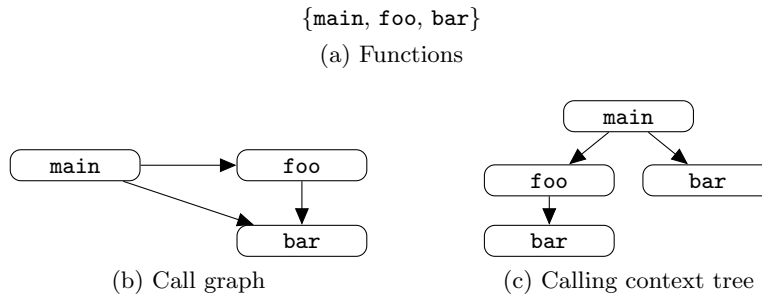 {main, foo, bar}
(a) Functions
main
foo
bar
(b) Call graph
main
foo
bar
bar
(c) Calling context tree